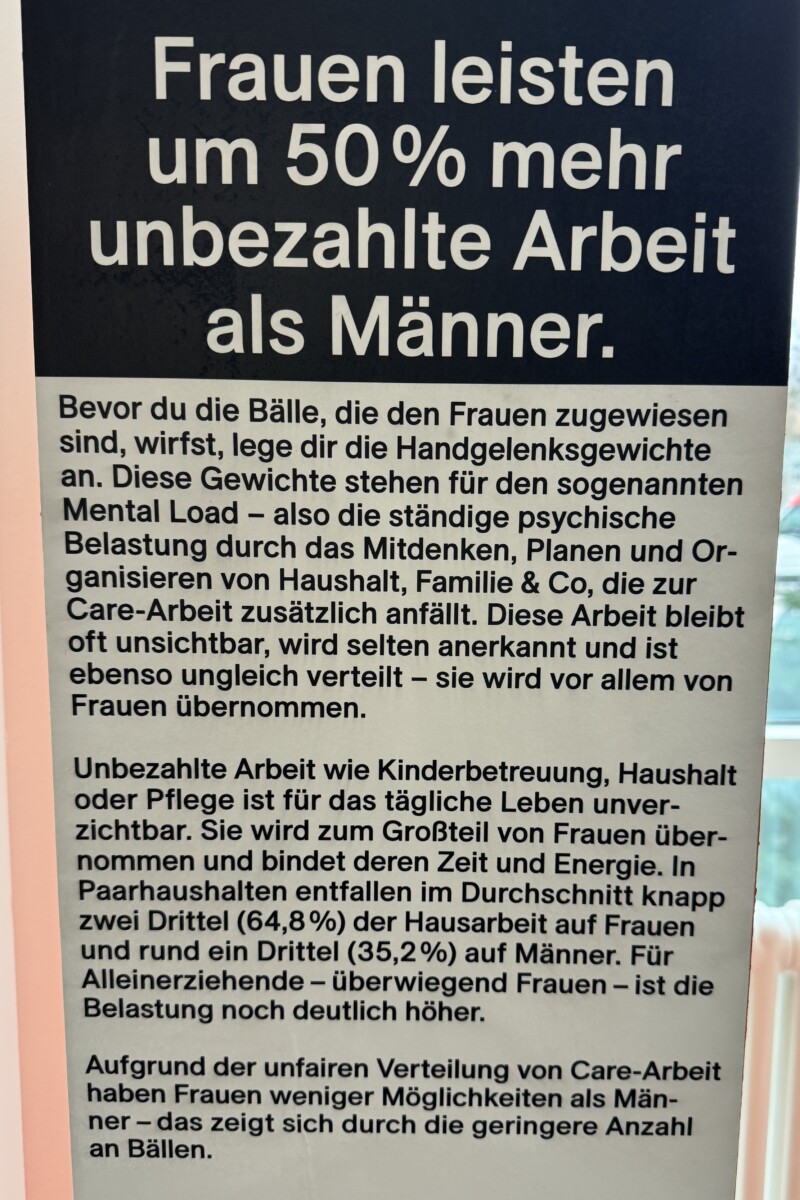 Frauen leisten
um 50 % mehr
unbezahlte Arbeit
als Männer.
Bevor du die Bälle, die den Frauen zugewiesen
sind, wirfst, lege dir die Handgelenksgewichte
an. Diese Gewichte stehen für den sogenannten
Mental Load – also die ständige psychische
Belastung durch das Mitdenken, Planen und Or-
ganisieren von Haushalt, Familie & Co, die zur
Care-Arbeit zusätzlich anfällt. Diese Arbeit bleibt
oft unsichtbar, wird selten anerkannt und ist
ebenso ungleich verteilt – sie wird vor allem von
Frauen übernommen.
Unbezahlte Arbeit wie Kinderbetreuung, Haushalt
oder Pflege ist für das tägliche Leben unver-
zichtbar. Sie wird zum Großteil von Frauen über-
nommen und bindet deren Zeit und Energie. In
Paarhaushalten entfallen im Durchschnitt knapp
zwei Drittel (64,8 %) der Hausarbeit auf Frauen
und rund ein Drittel (35,2 %) auf Männer. Für
Alleinerziehende – überwiegend Frauen – ist die
Belastung noch deutlich höher.
Aufgrund der unfairen Verteilung von Care-Arbeit
haben Frauen weniger Möglichkeiten als Män-
ner – das zeigt sich durch die geringere Anzahl
an Bällen.